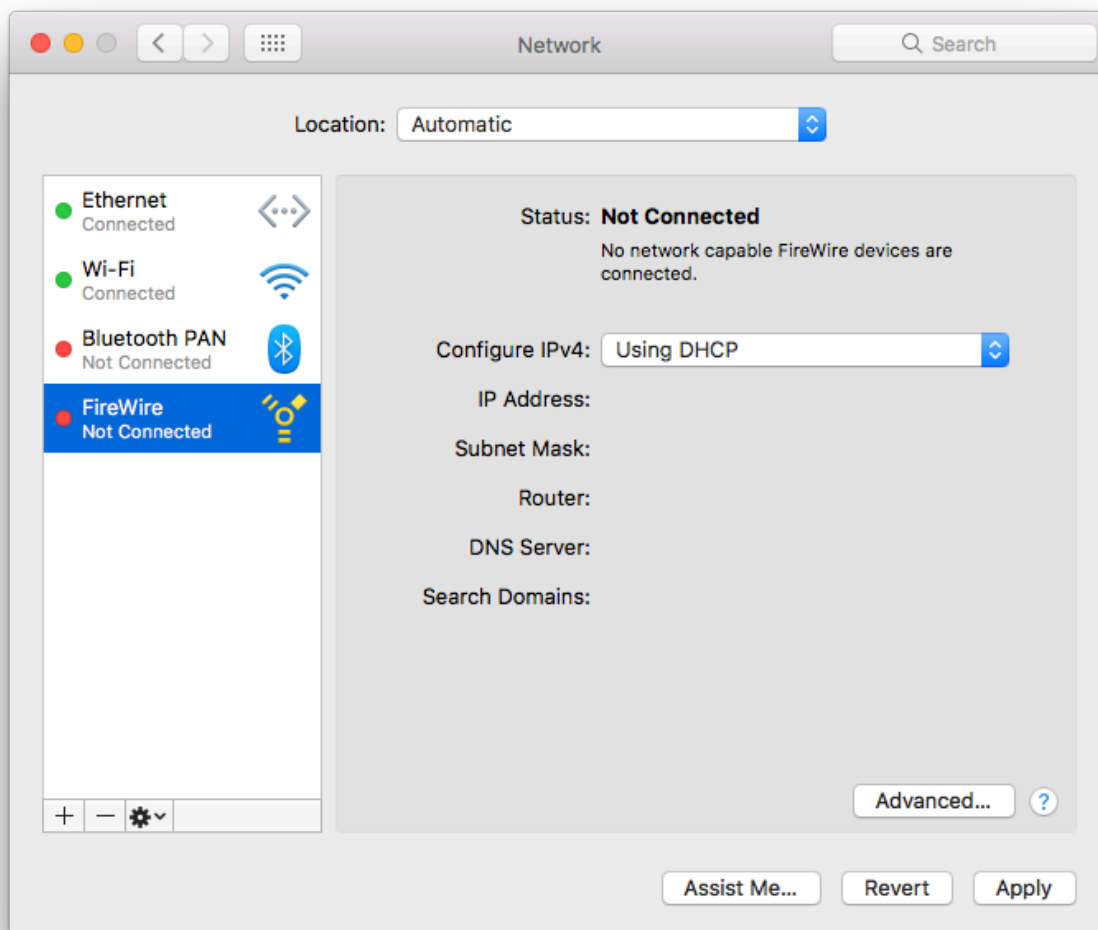 Network
Search
Location: Automatic
Ethernet
Connected
Wi-Fi
Connected
Bluetooth PAN
Not Connected
FireWire
Not Connected
Status: Not Connected
No network capable FireWire devices are
connected.
Configure IPv4: Using DHCP
IP Address:
Subnet Mask:
Router:
DNS Server:
Search Domains:
Advanced...
?
Assist Me...
Revert
Apply